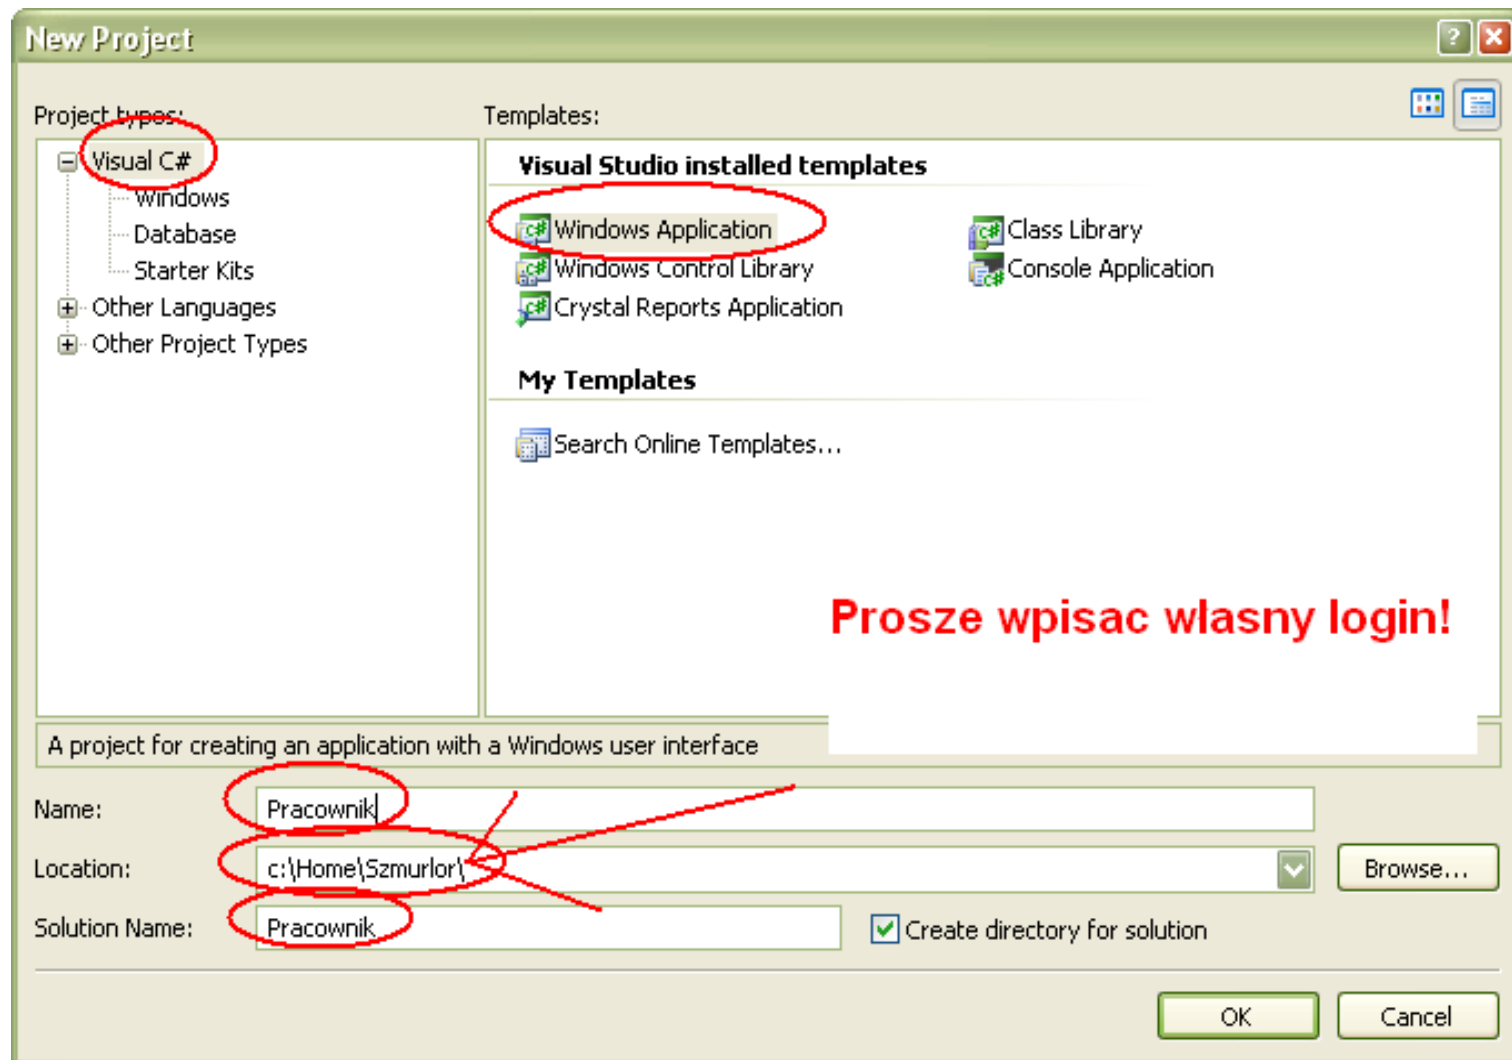 New Project
Project types:
Templates:
Visual C#
Windows
Database
Starter Kits
Other Languages
Other Project Types
Visual Studio installed templates
Windows Application
Class Library
Windows Control Library
Console Application
Crystal Reports Application
My Templates
Search Online Templates...
Prosze wpisac wlasny login!
A project for creating an application with a Windows user interface
Name:
Pracownik
Location:
c:\Home\Szmurlor\
Browse...
Solution Name:
Pracownik
Create directory for solution
OK
Cancel